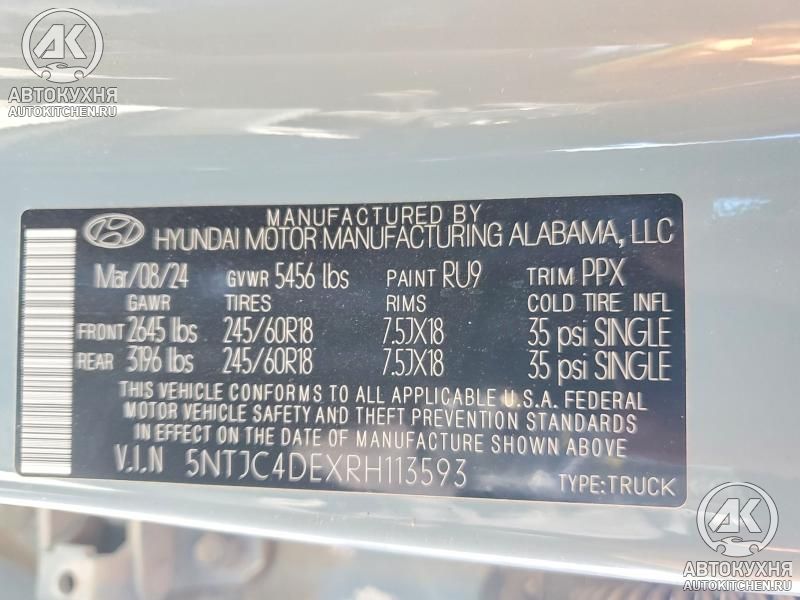 АК
АВТОКУХНЯ
AUTOKITCHEN.RU
MANUFACTURED BY
HYUNDAI MOTOR MANUFACTURING ALABAMA, LLC
Mar/08/24 GVWR 5456 lbs PAINT RU9 TRIM PPX
GAWR TIRES RIMS COLD TIRE INFL
FRONT 2645 lbs 245/60R18 7.5JX18 35 psi SINGLE
REAR 3196 lbs 245/60R18 7.5JX18 35 psi SINGLE
THIS VEHICLE CONFORMS TO ALL APPLICABLE U.S.A. FEDERAL
MOTOR VEHICLE SAFETY AND THEFT PREVENTION STANDARDS
IN EFFECT ON THE DATE OF MANUFACTURE SHOWN ABOVE
V.I.N 5NTJC4DEXRH113593 TYPE:TRUCK
АК
АВТОКУХНЯ
AUTOKITCHEN.RU